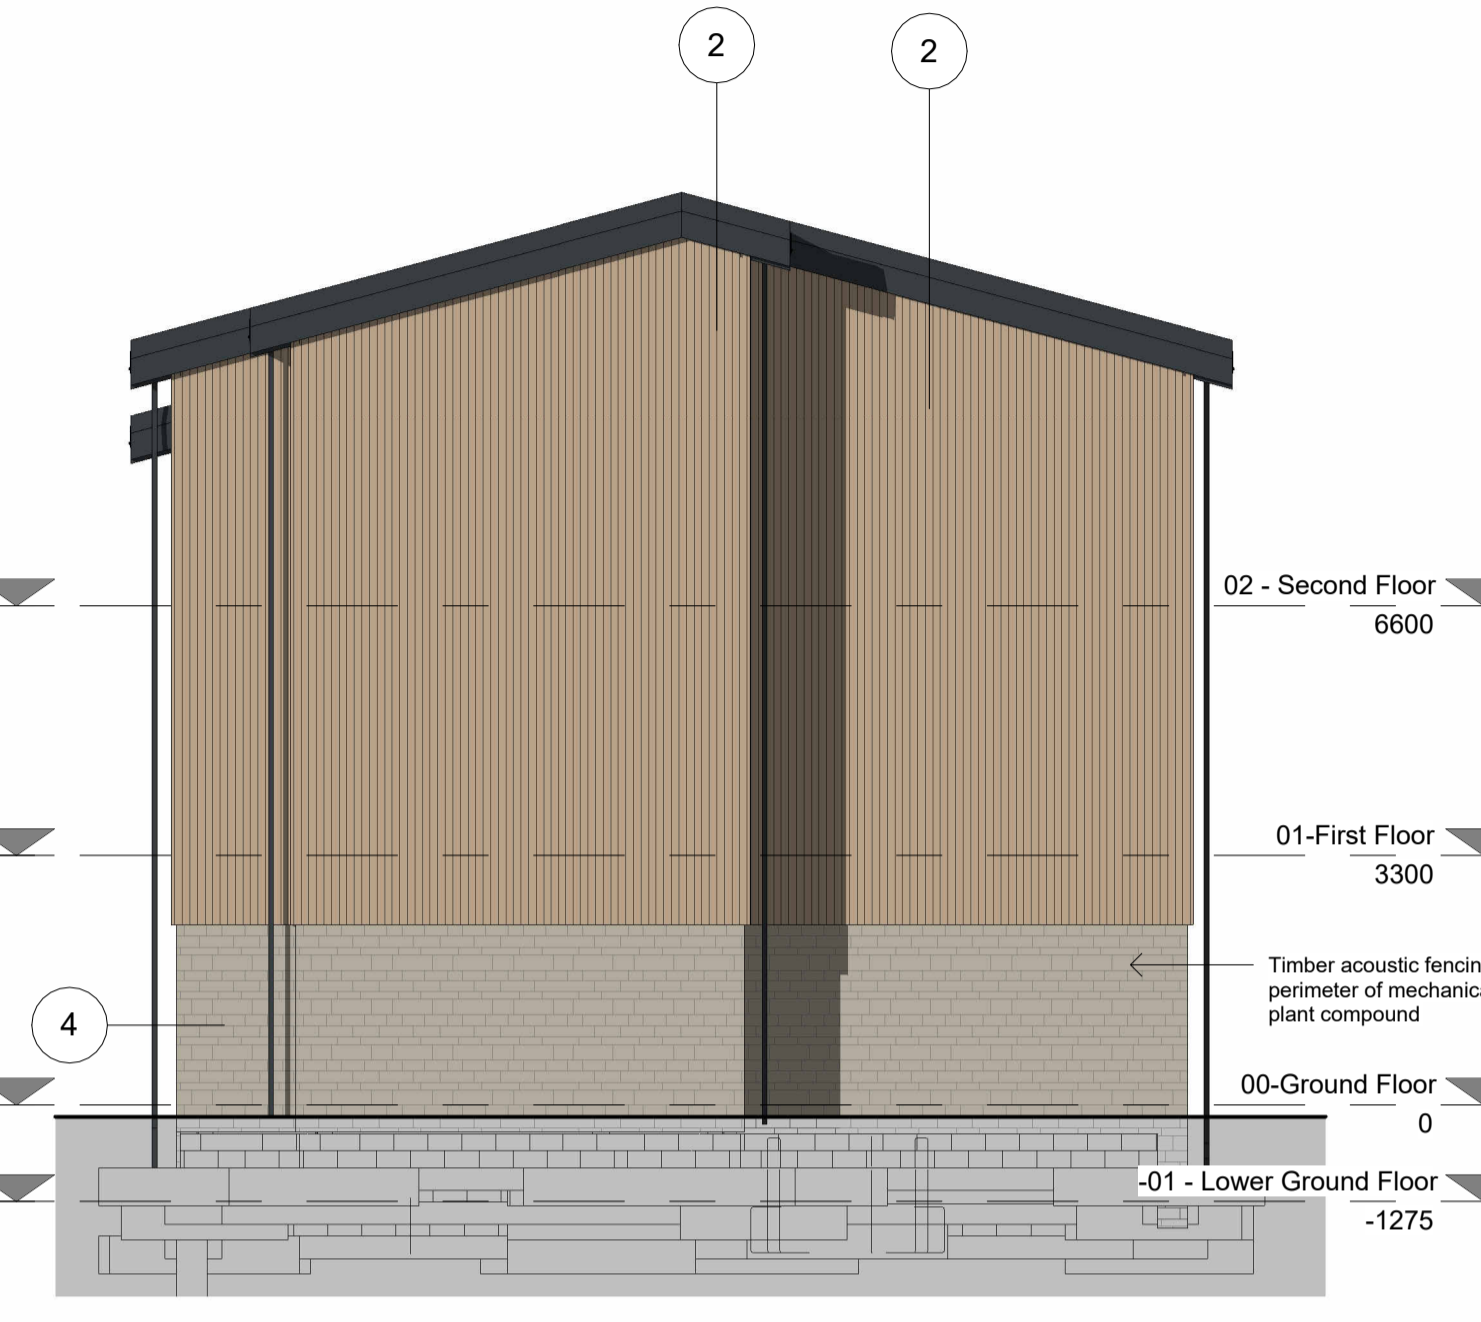 2
2
02 - Second Floor
6600
01-First Floor
3300
Timber acoustic fencin
perimeter of mechanic
plant compound
4
00-Ground Floor
0
-01 - Lower Ground Floor
-1275